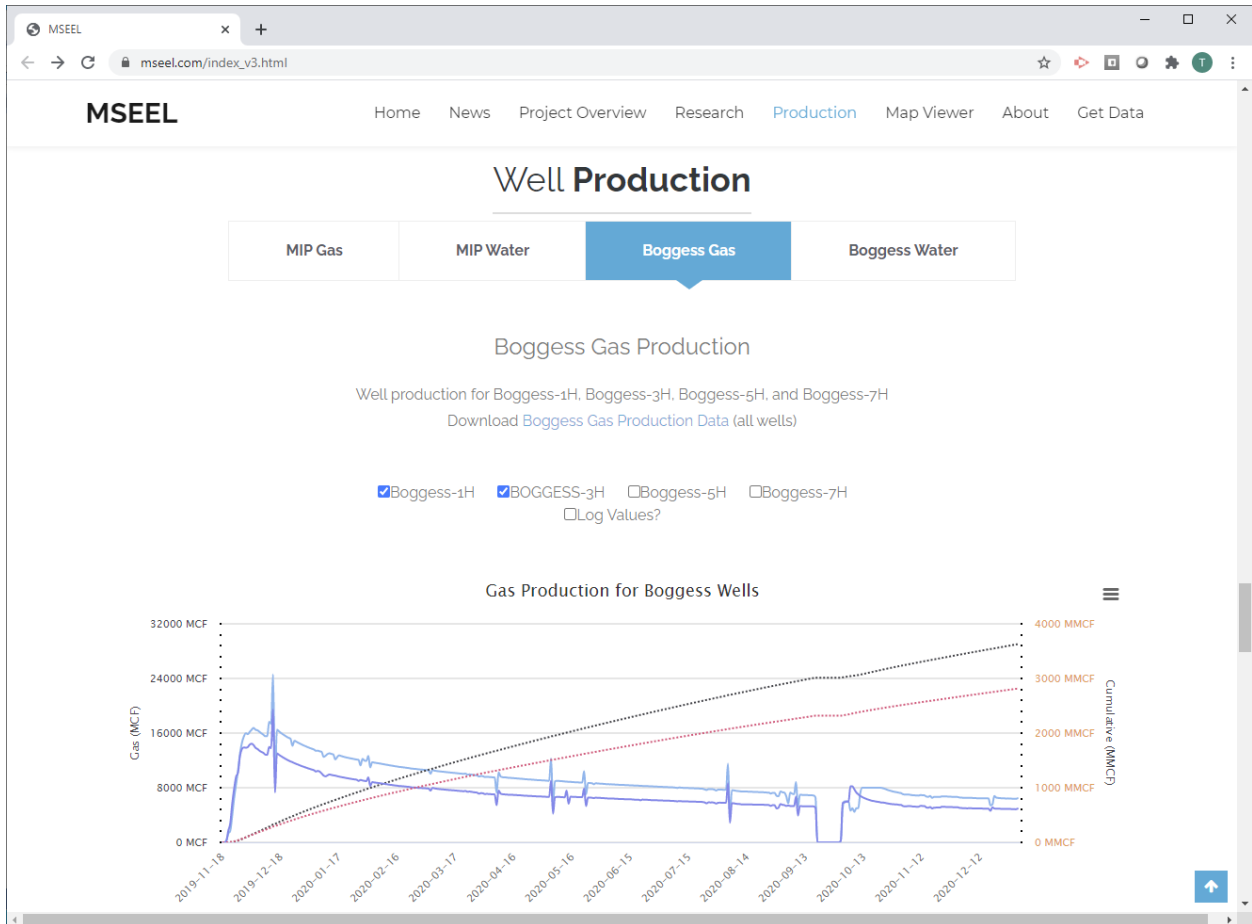 MSEEL
mseel.com/index_v3.html
T
MSEEL
Home News Project Overview Research Production Map Viewer About Get Data
Well Production
MIP Gas MIP Water Boggess Gas Boggess Water
Boggess Gas Production
Well production for Boggess-1H, Boggess-3H, Boggess-5H, and Boggess-7H
Download Boggess Gas Production Data (all wells)
Boggess-1H BOGGESS-3H Boggess-5H Boggess-7H
Log Values?
Gas Production for Boggess Wells
32000 MCF 4000 MMCF
24000 MCF 3000 MMCF
16000 MCF 2000 MMCF
8000 MCF 1000 MMCF
0 MCF 0 MMCF
Gas (MCF)
Cumulative (MMCF)
2019-11-18 2019-12-18 2020-01-17 2020-02-16 2020-03-17 2020-04-16 2020-05-16 2020-06-15 2020-07-15 2020-08-14 2020-09-13 2020-10-13 2020-11-12 2020-12-12